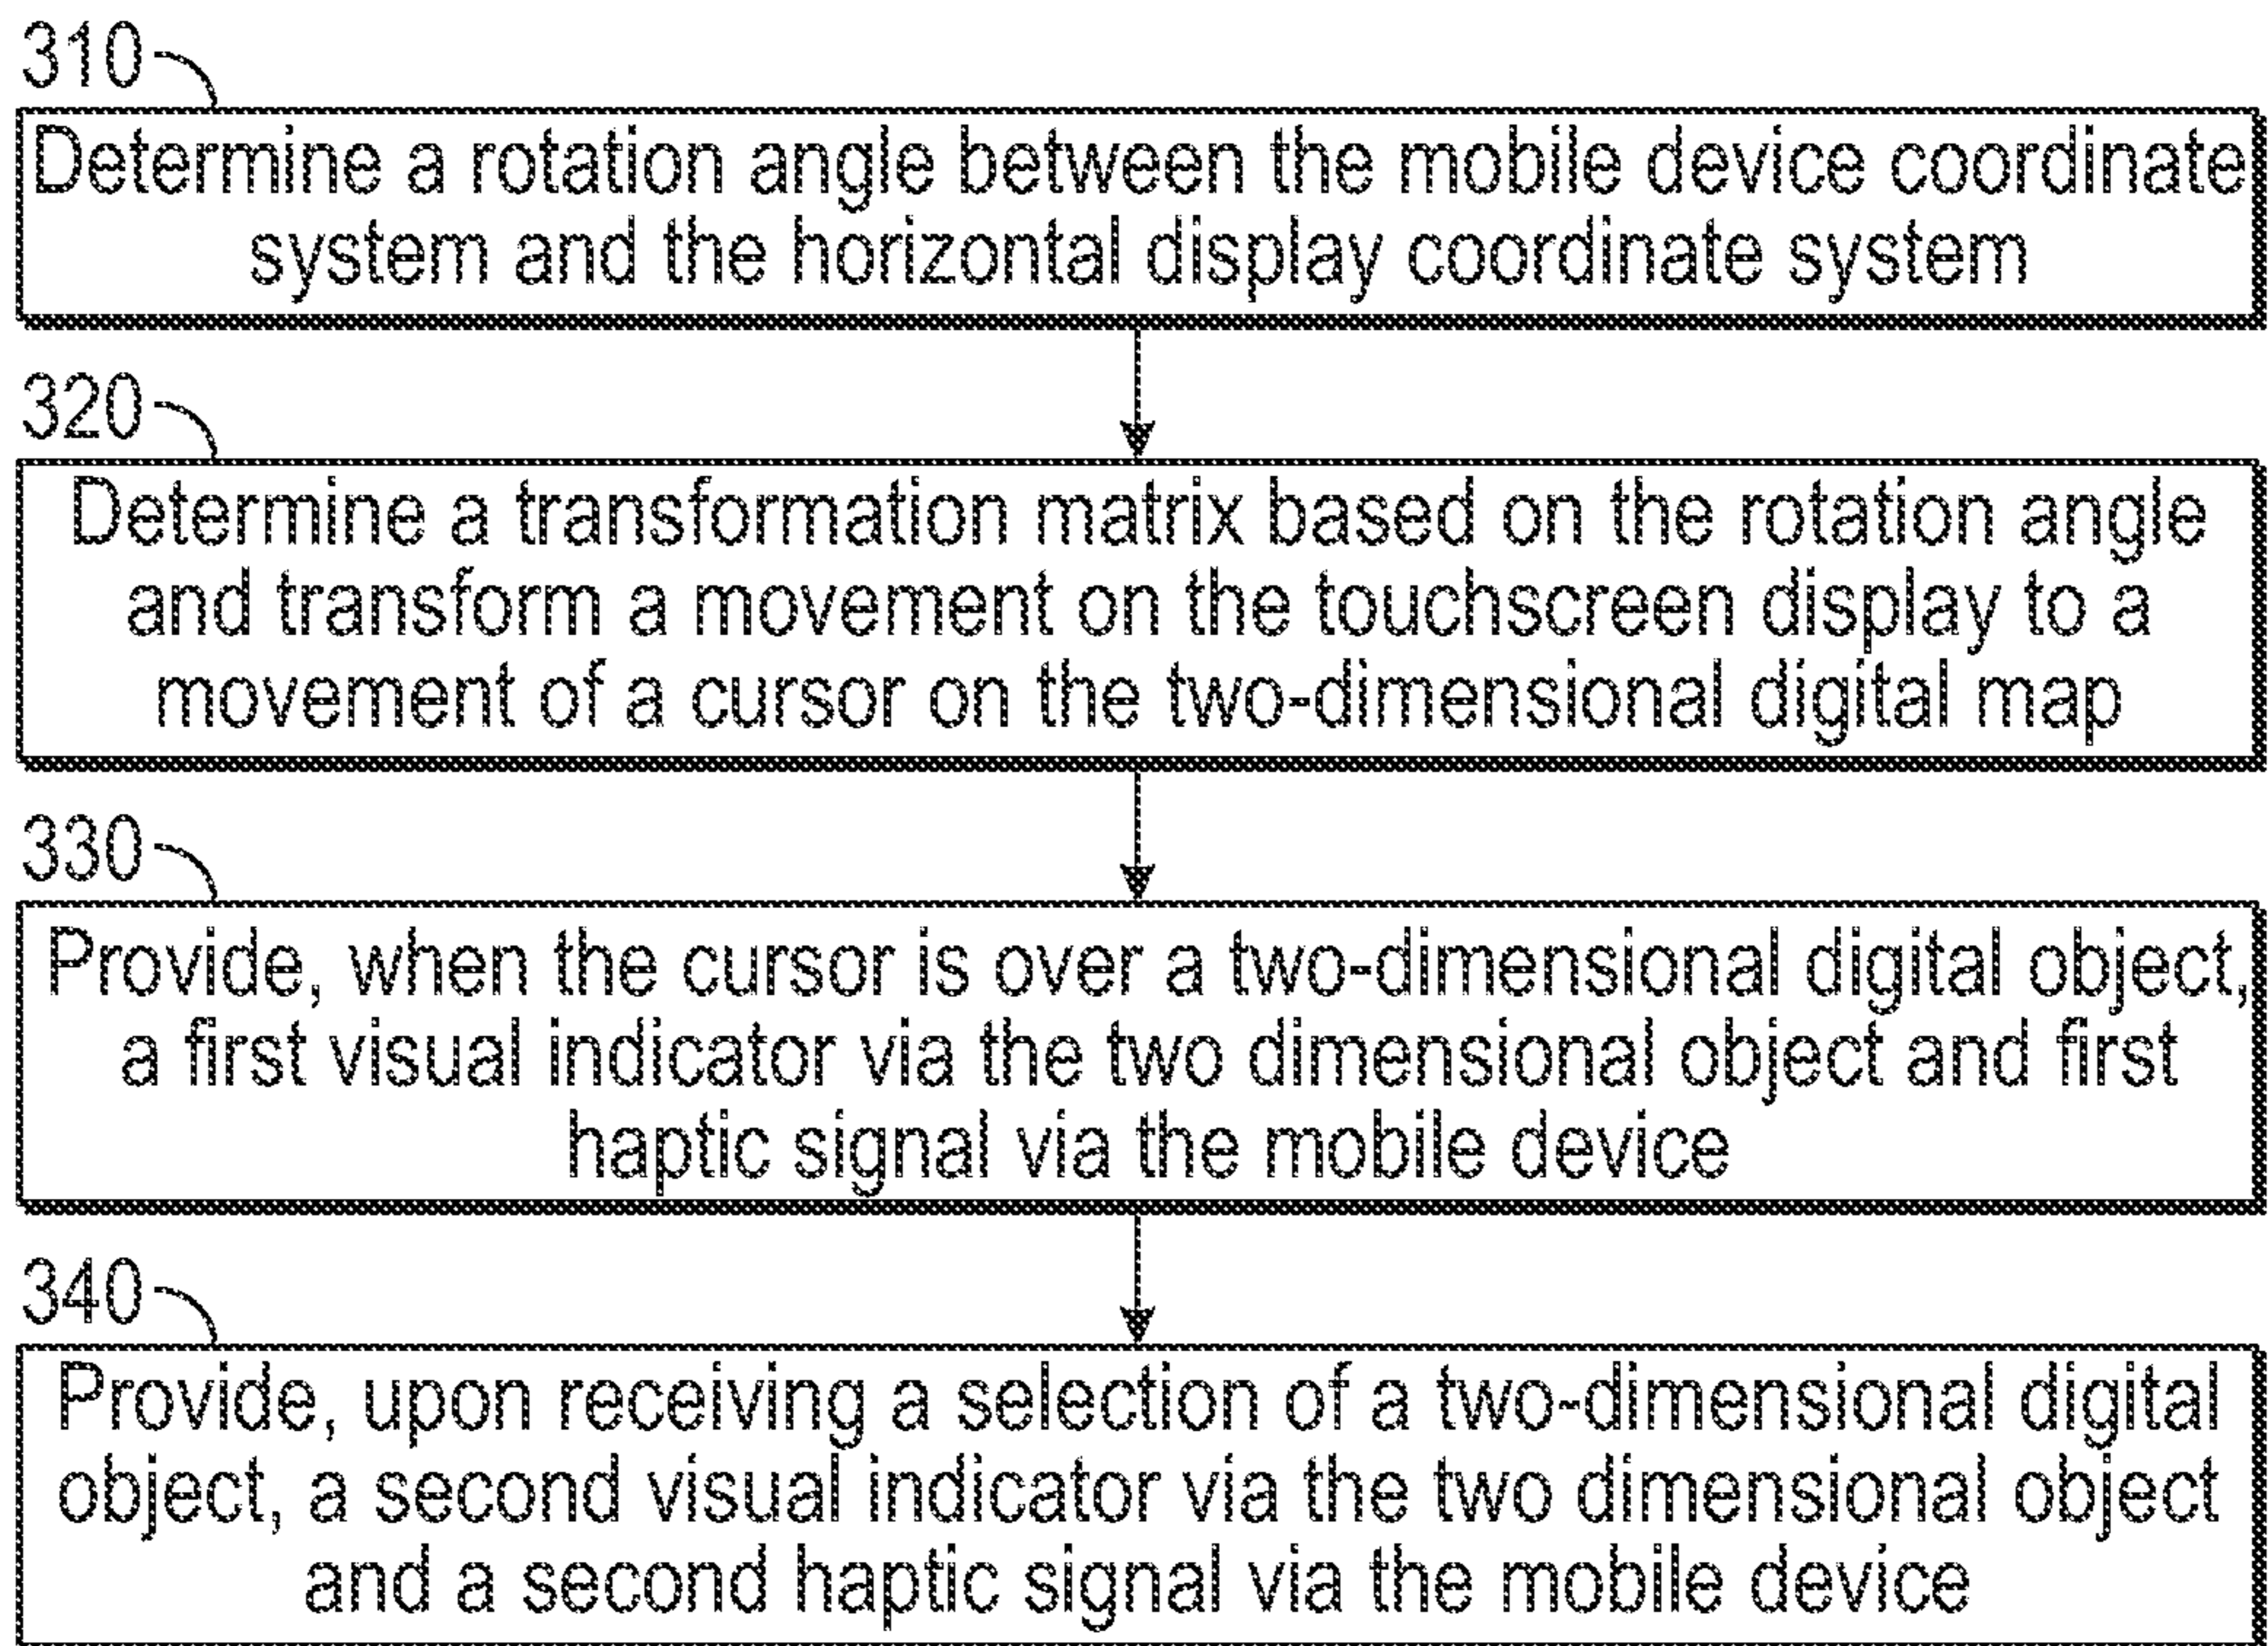 310
Determine a rotation angle between the mobile device coordinate
system and the horizontal display coordinate system
320
Determine a transformation matrix based on the rotation angle
and transform a movement on the touchscreen display to a
movement of a cursor on the two-dimensional digital map
330
Provide, when the cursor is over a two-dimensional digital object,
a first visual indicator via the two dimensional object and first
haptic signal via the mobile device
340
Provide, upon receiving a selection of a two-dimensional digital
object, a second visual indicator via the two dimensional object
and a second haptic signal via the mobile device